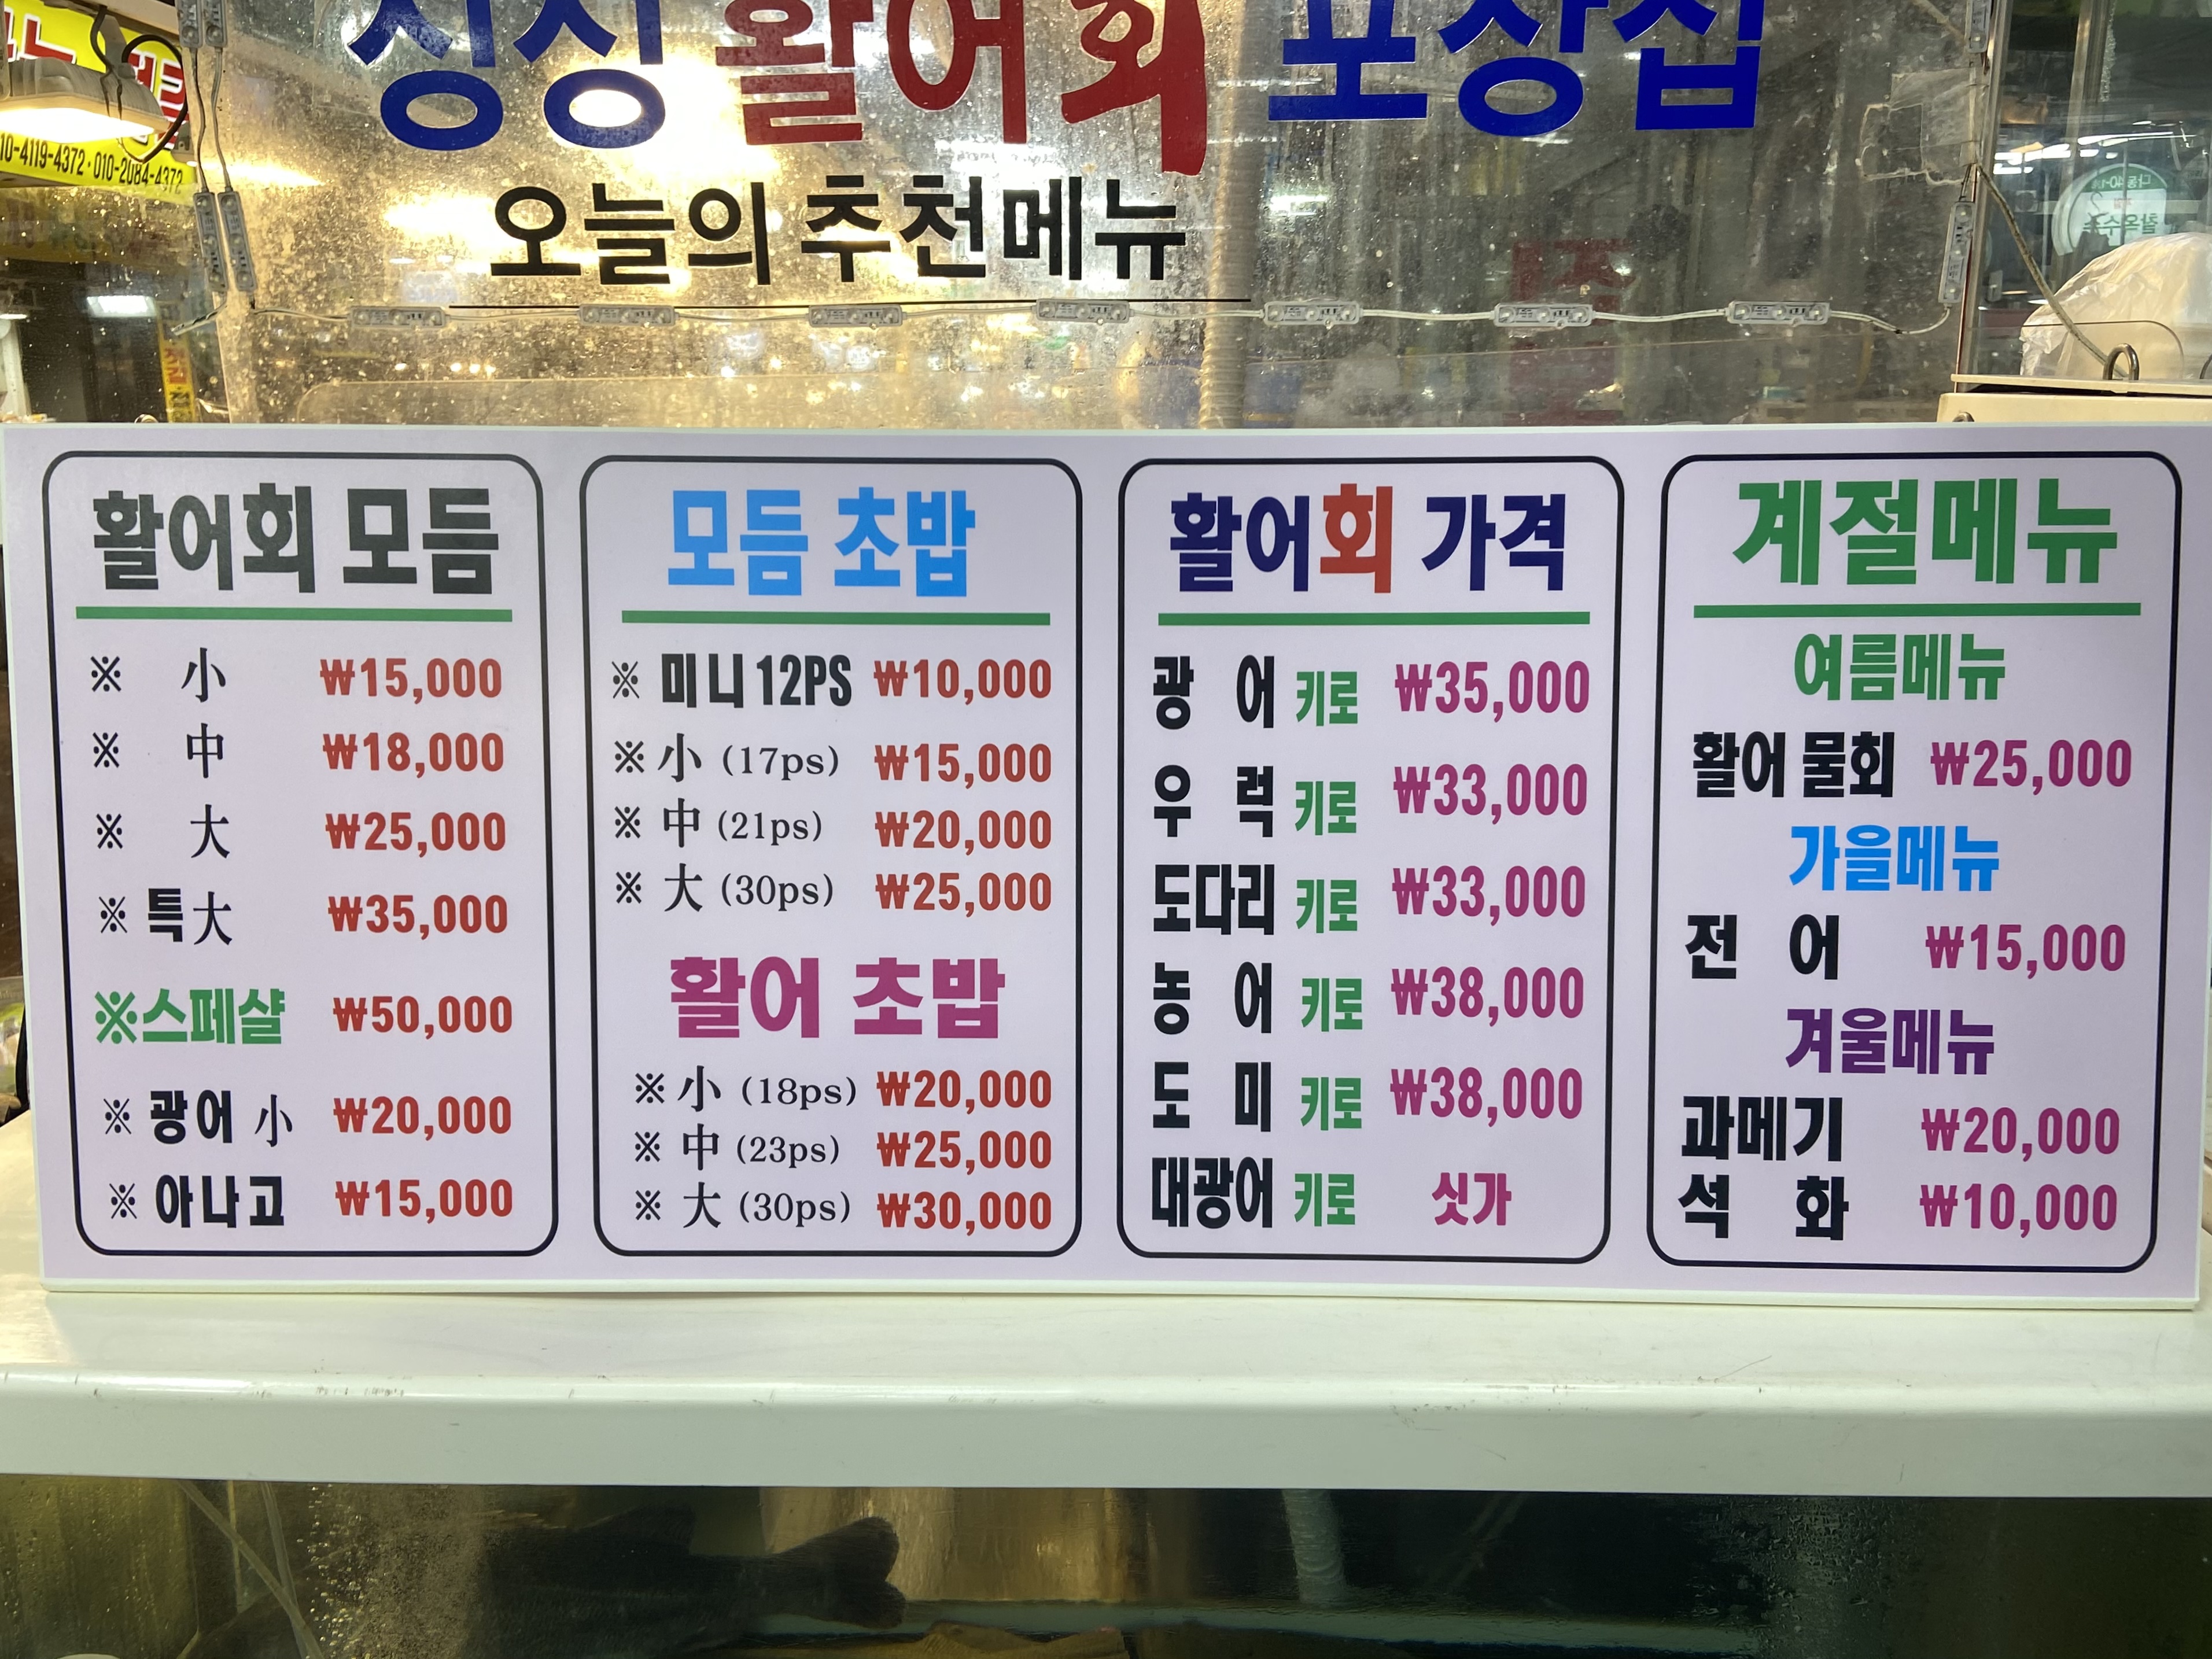 싱싱 활어회 포장집
오늘의 추천메뉴
10-4119-4372·010-2084-4372
활어회 모듬
※ 小 ₩15,000
※ 中 ₩18,000
※ 大 ₩25,000
※ 특大 ₩35,000
※스페샬 ₩50,000
※ 광어 小 ₩20,000
※ 아나고 ₩15,000
모듬 초밥
※ 미니 12PS ₩10,000
※ 小 (17ps) ₩15,000
※ 中 (21ps) ₩20,000
※ 大 (30ps) ₩25,000
활어 초밥
※ 小 (18ps) ₩20,000
※ 中 (23ps) ₩25,000
※ 大 (30ps) ₩30,000
활어회 가격
광 어 키로 ₩35,000
우 럭 키로 ₩33,000
도다리 키로 ₩33,000
농 어 키로 ₩38,000
도 미 키로 ₩38,000
대광어 키로 싯가
계절메뉴
여름메뉴
활어 물회 ₩25,000
가을메뉴
전 어 ₩15,000
겨울메뉴
과메기 ₩20,000
석 화 ₩10,000